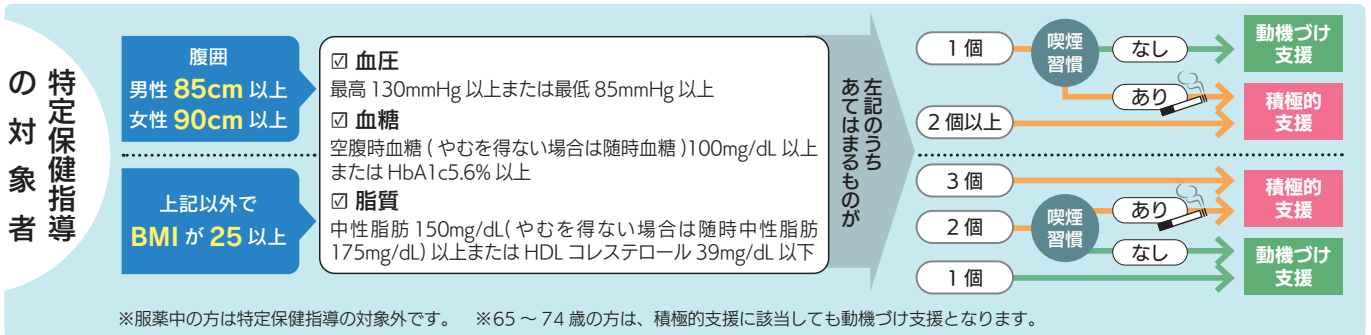 特定保健指導
の対象者
腹囲
男性 85cm 以上
女性 90cm 以上
上記以外で
BMI が 25 以上
☑ 血圧
最高 130mmHg 以上または最低 85mmHg 以上
☑ 血糖
空腹時血糖 ( やむを得ない場合は随時血糖 )100mg/dL 以上
または HbA1c5.6% 以上
☑ 脂質
中性脂肪 150mg/dL( やむを得ない場合は随時中性脂肪
175mg/dL) 以上または HDL コレステロール 39mg/dL 以下
左記のうち
あてはまるものが
1 個
喫煙
習慣
なし
動機づけ
支援
あり
2 個以上
積極的
支援
3 個
積極的
支援
2 個
喫煙
習慣
あり
なし
1 個
動機づけ
支援
※服薬中の方は特定保健指導の対象外です。 ※65 ～ 74 歳の方は、積極的支援に該当しても動機づけ支援となります。